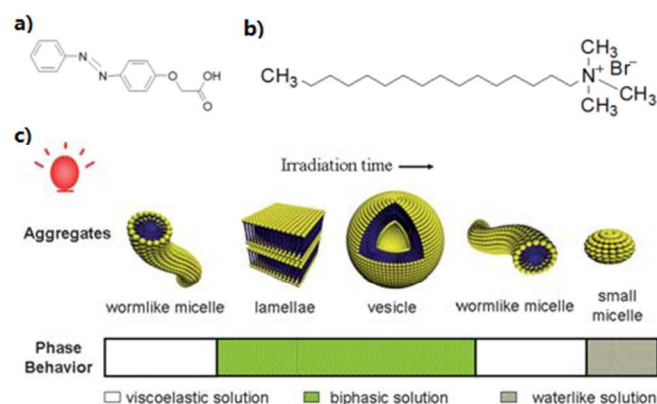 a)
N
N
O
OH
O
b)
CH₃
CH₃
N⁺ Br⁻
CH₃
CH₃
c)
Irradiation time
Aggregates
wormlike micelle
lamellae
vesicle
wormlike micelle
small
micelle
Phase
Behavior
viscoelastic solution
biphasic solution
waterlike solution